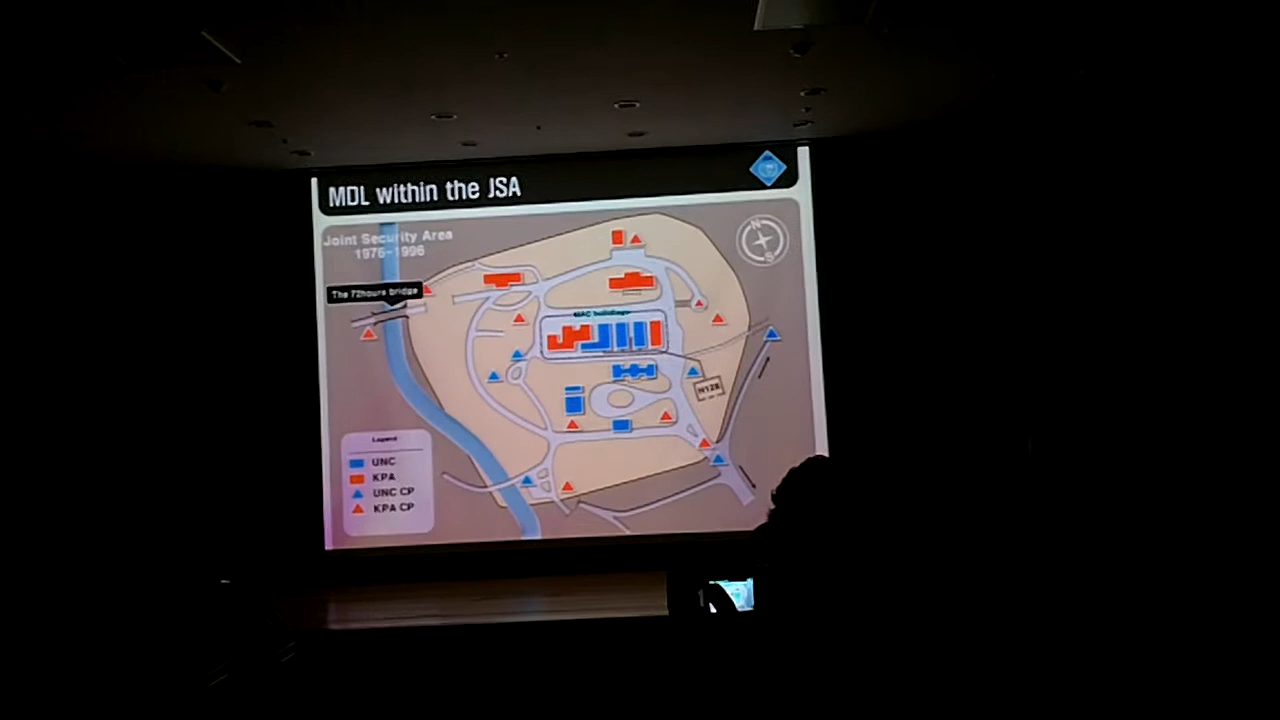 MDL within the JSA
Joint Security Area
1976-1996
N
S
The 72hours bridge
MAC buildings
H128
Legend
UNC
KPA
UNC CP
KPA CP